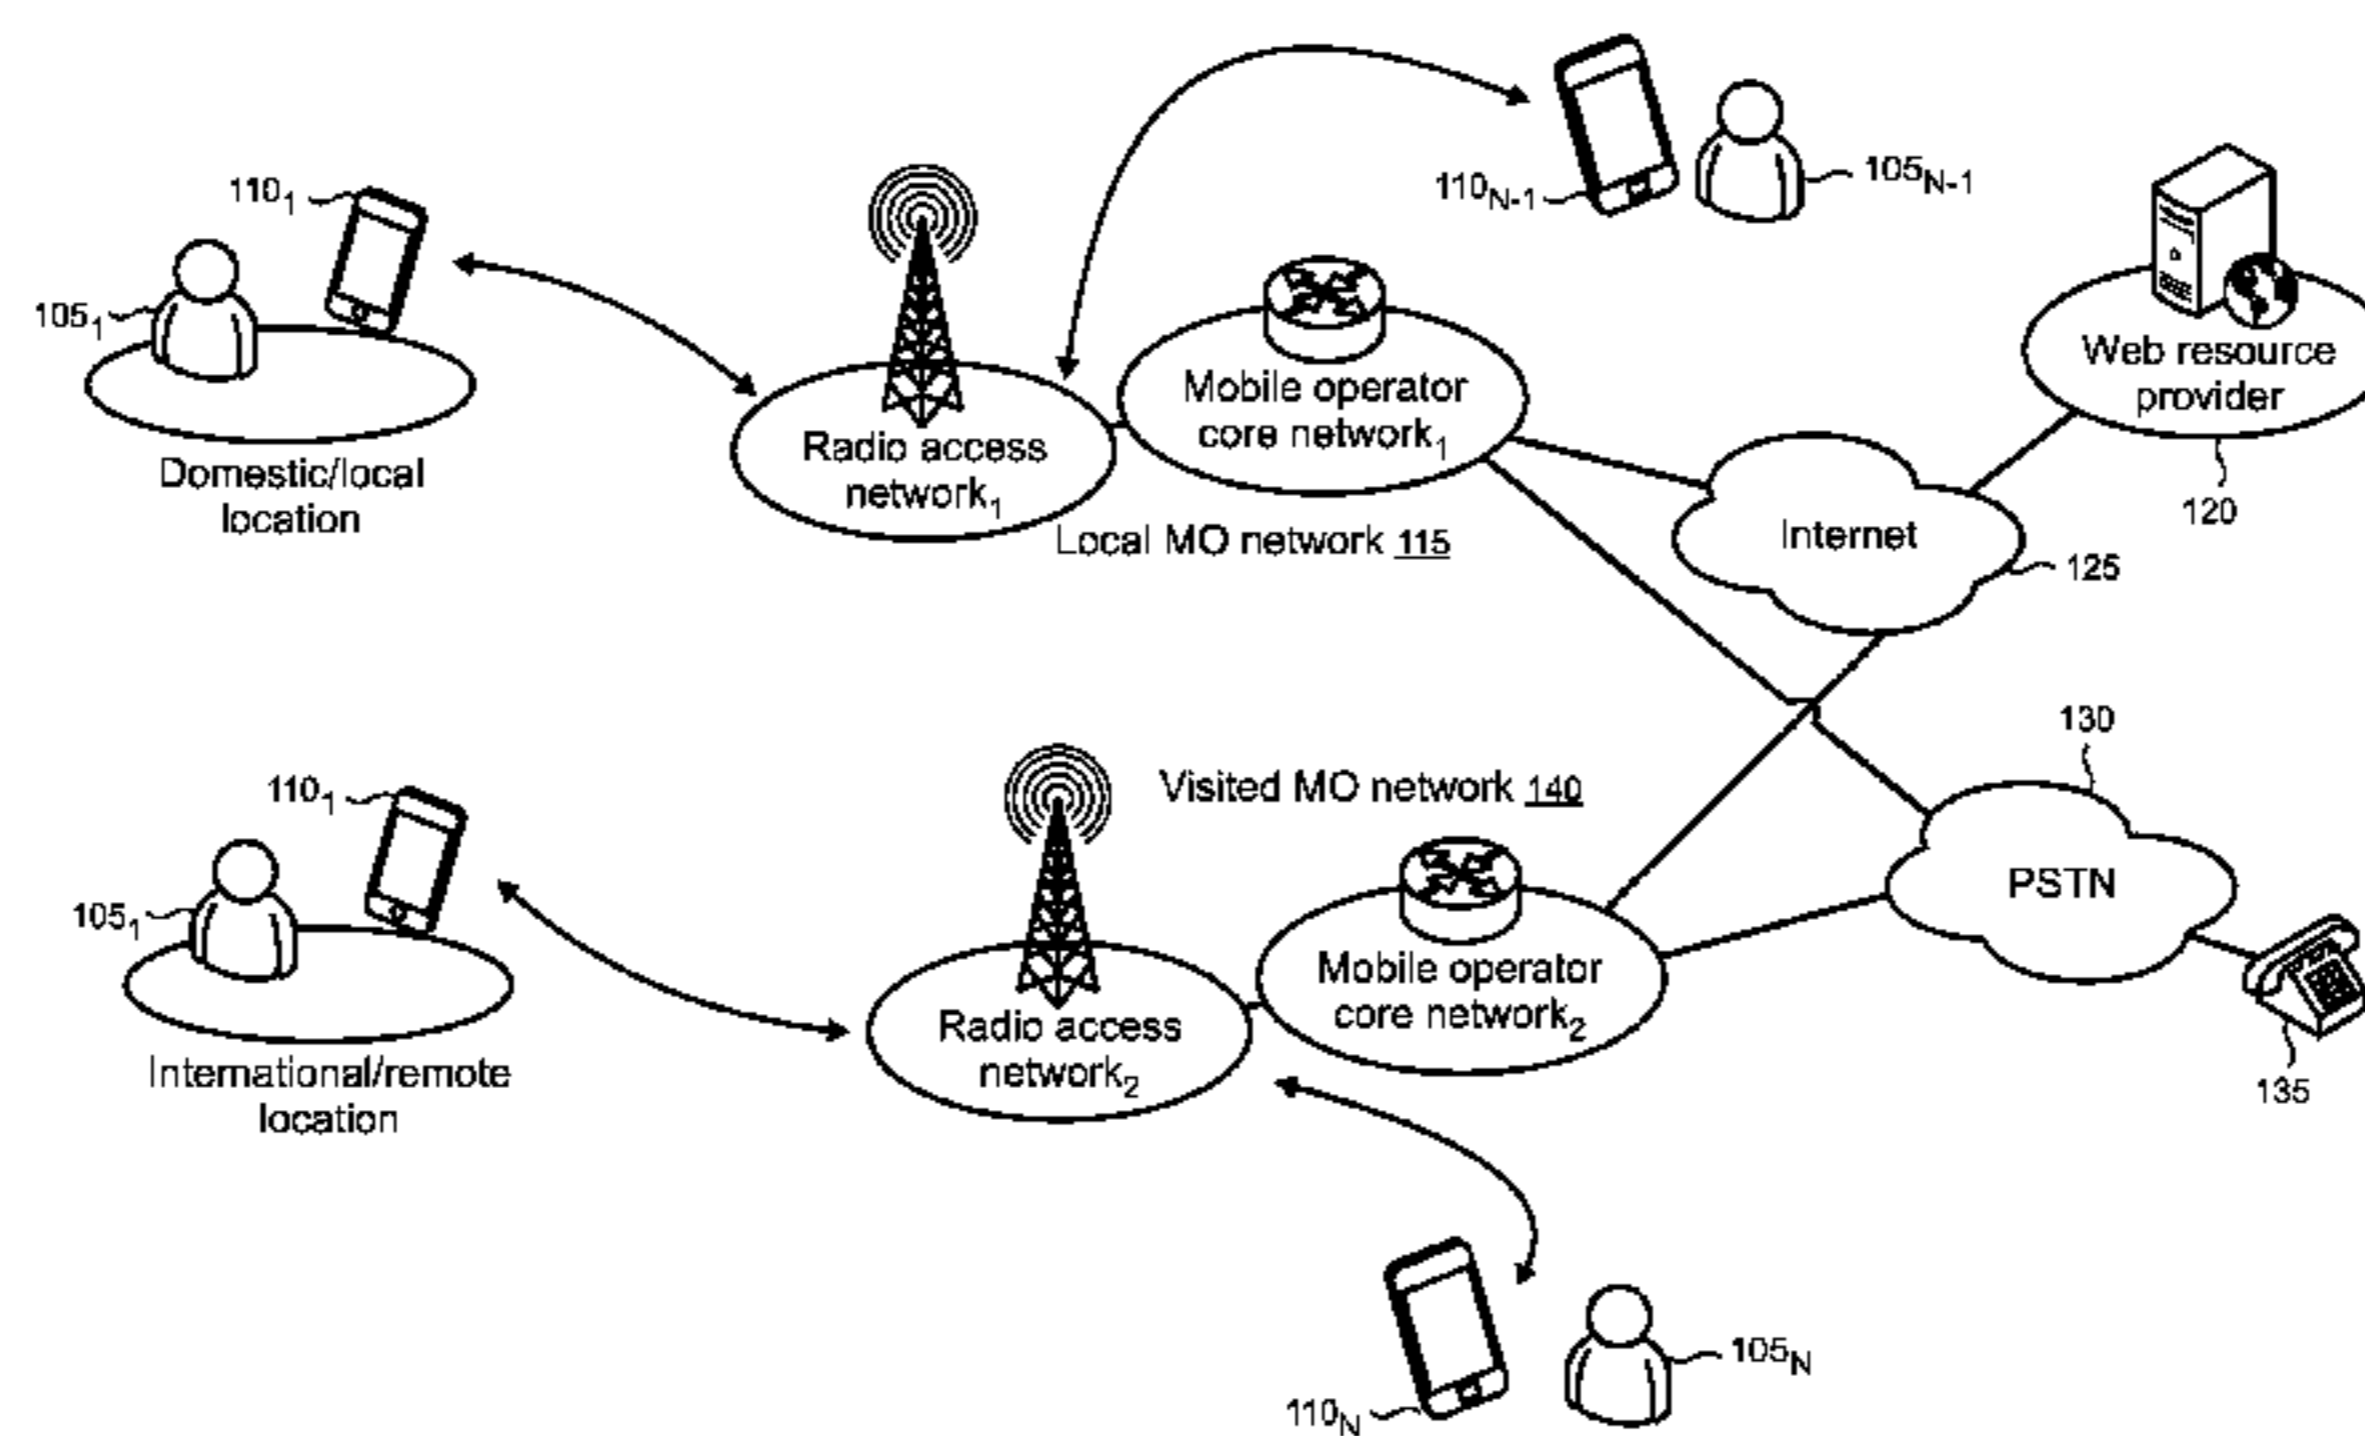 110N-1
105N-1
1101
1051
Domestic/local
location
Radio access
network1
Mobile operator
core network1
Local MO network 115
Web resource
provider
120
Internet
125
130
PSTN
135
Visited MO network 140
1101
1051
International/remote
location
Radio access
network2
Mobile operator
core network2
110N
105N